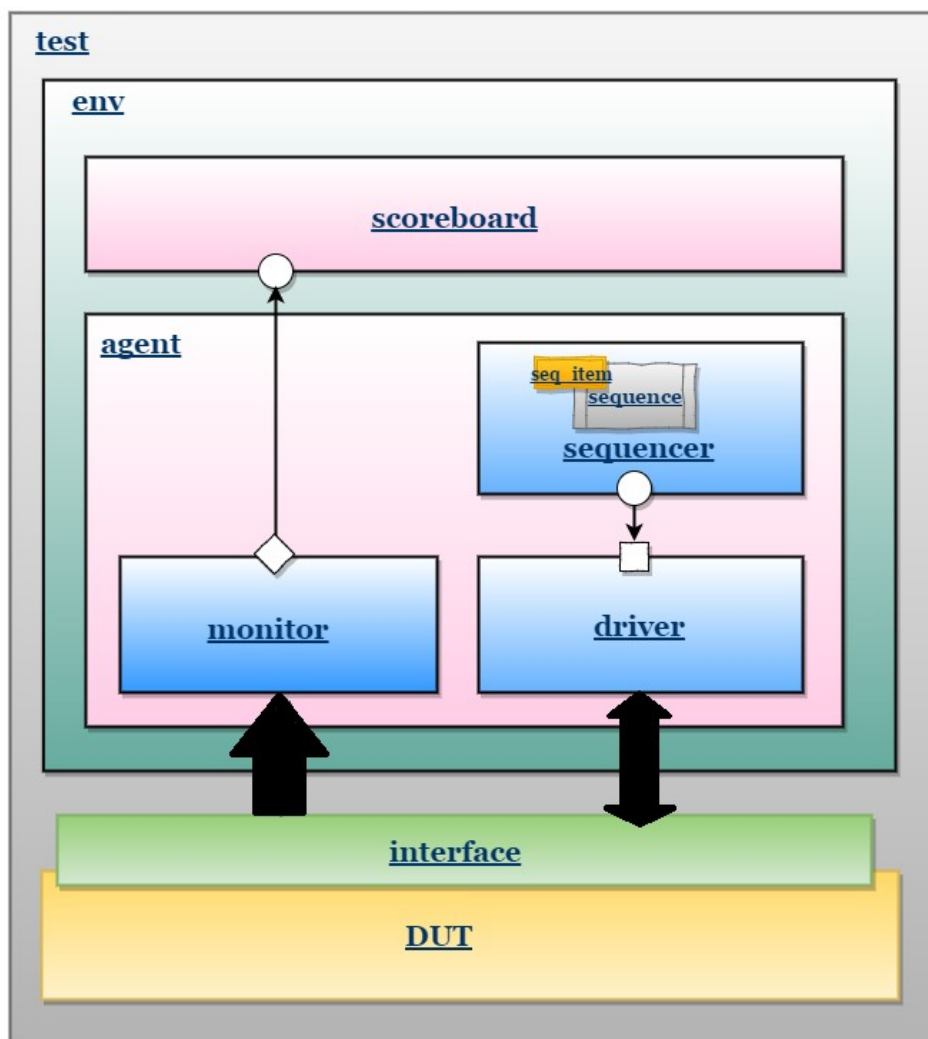 test
env
scoreboard
agent
seq_item
sequence
sequencer
monitor
driver
interface
DUT